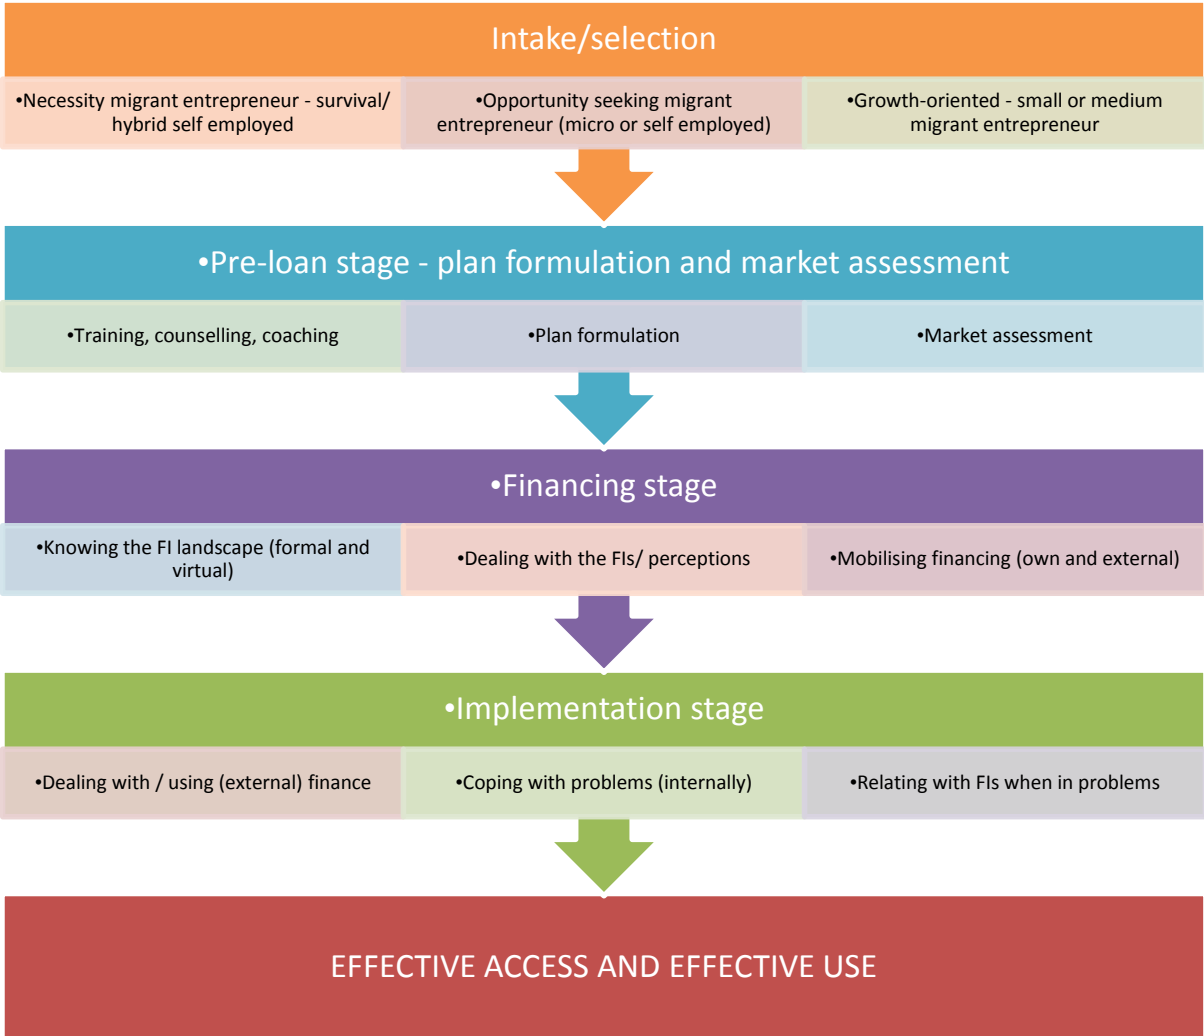 Intake/selection
•Necessity migrant entrepreneur - survival/
hybrid self employed
•Opportunity seeking migrant
entrepreneur (micro or self employed)
•Growth-oriented - small or medium
migrant entrepreneur
•Pre-loan stage - plan formulation and market assessment
•Training, counselling, coaching
•Plan formulation
•Market assessment
•Financing stage
•Knowing the FI landscape (formal and
virtual)
•Dealing with the FIs/ perceptions
•Mobilising financing (own and external)
•Implementation stage
•Dealing with / using (external) finance
•Coping with problems (internally)
•Relating with FIs when in problems
EFFECTIVE ACCESS AND EFFECTIVE USE